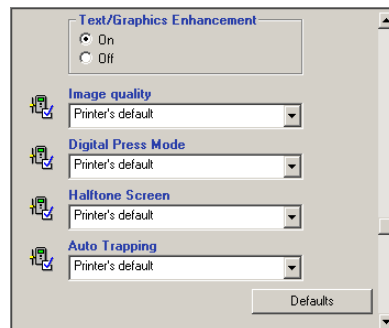 Text/Graphics Enhancement
On
Off
Image quality
Printer's default
Digital Press Mode
Printer's default
Halftone Screen
Printer's default
Auto Trapping
Printer's default
Defaults